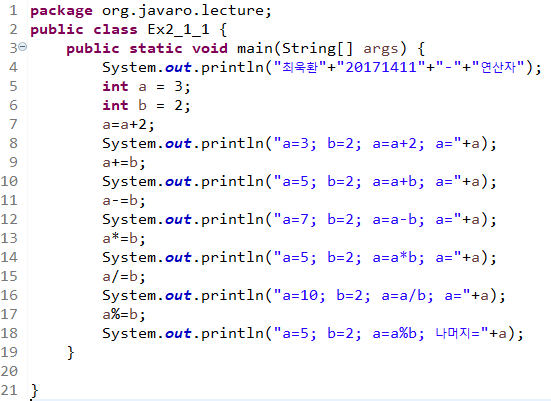 1 package org.javaro.lecture;
2 public class Ex2_1_1 {
3 public static void main(String[] args) {
4 System.out.println("최욱환"+"20171411"+"-"+"연산자");
5 int a = 3;
6 int b = 2;
7 a=a+2;
8 System.out.println("a=3; b=2; a=a+2; a="+a);
9 a+=b;
10 System.out.println("a=5; b=2; a=a+b; a="+a);
11 a-=b;
12 System.out.println("a=7; b=2; a=a-b; a="+a);
13 a*=b;
14 System.out.println("a=5; b=2; a=a*b; a="+a);
15 a/=b;
16 System.out.println("a=10; b=2; a=a/b; a="+a);
17 a%=b;
18 System.out.println("a=5; b=2; a=a%b; 나머지="+a);
19 }
20
21 }